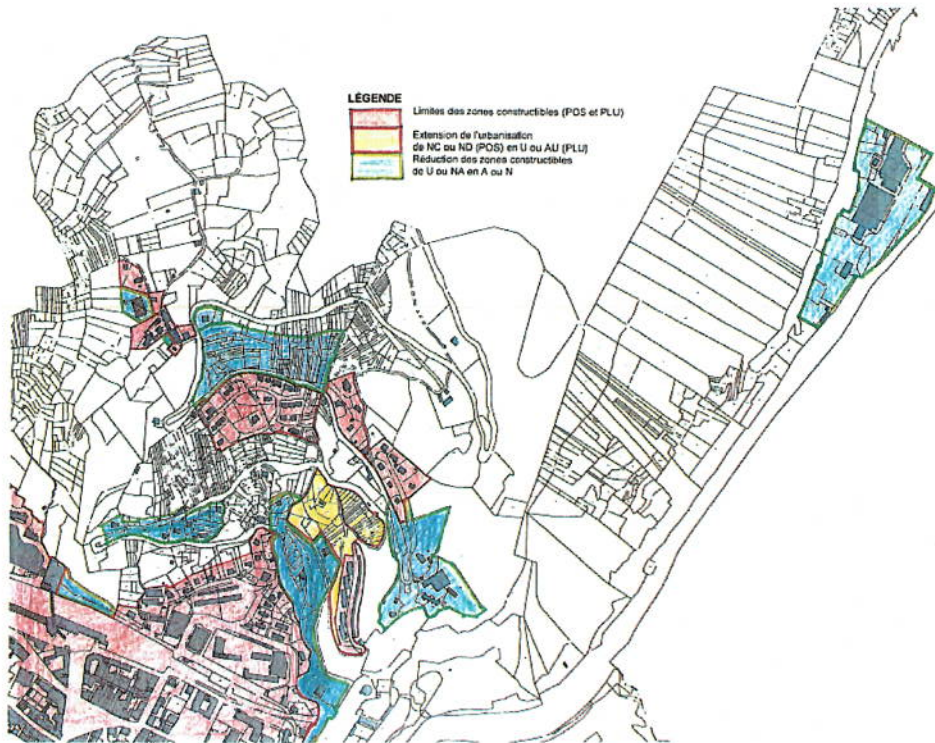 LÉGENDE
Limites des zones constructibles (POS et PLU)
Extension de l'urbanisation
de NC ou ND (POS) en U ou AU (PLU)
Réduction des zones constructibles
de U ou NA en A ou N